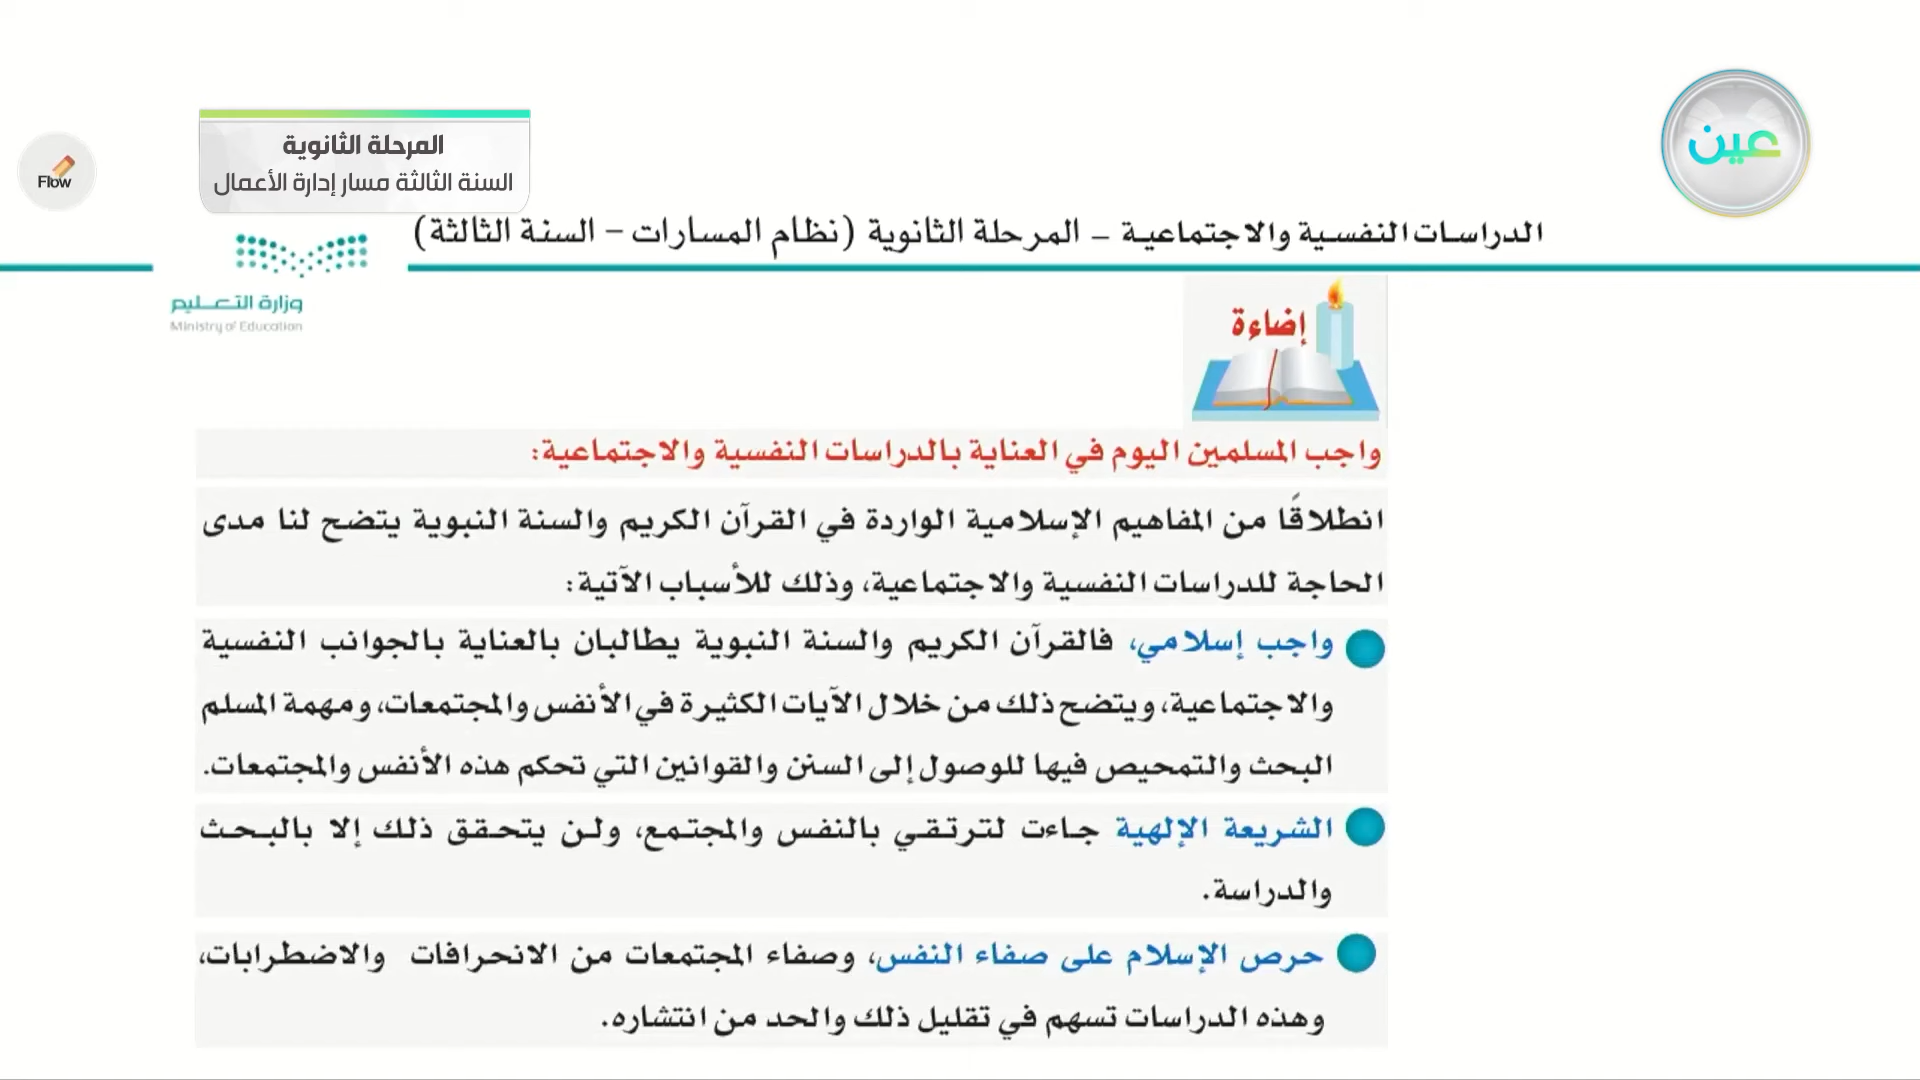 عين
المرحلة الثانوية
السنة الثالثة مسار إدارة الأعمال
Flow
الدراسات النفسية والاجتماعية – المرحلة الثانوية (نظام المسارات – السنة الثالثة)
وزارة التعليم
Ministry of Education
إضاءة
واجب المسلمين اليوم في العناية بالدراسات النفسية والاجتماعية:
انطلاقًا من المفاهيم الإسلامية الواردة في القرآن الكريم والسنة النبوية يتضح لنا مدى
الحاجة للدراسات النفسية والاجتماعية، وذلك للأسباب الآتية:
واجب إسلامي، فالقرآن الكريم والسنة النبوية يطالبان بالعناية بالجوانب النفسية
والاجتماعية، ويتضح ذلك من خلال الآيات الكثيرة في الأنفس والمجتمعات، ومهمة المسلم
البحث والتمحيص فيها للوصول إلى السنن والقوانين التي تحكم هذه الأنفس والمجتمعات.
الشريعة الإلهية جاءت لترتقي بالنفس والمجتمع، ولن يتحقق ذلك إلا بالبحث
والدراسة.
حرص الإسلام على صفاء النفس، وصفاء المجتمعات من الانحرافات والاضطرابات،
وهذه الدراسات تسهم في تقليل ذلك والحد من انتشاره.